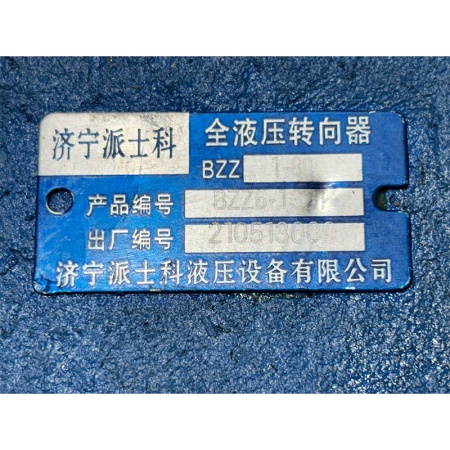 济宁派士科
全液压转向器
BZZ
产品编号
出厂编号 210513
济宁派士科液压设备有限公司